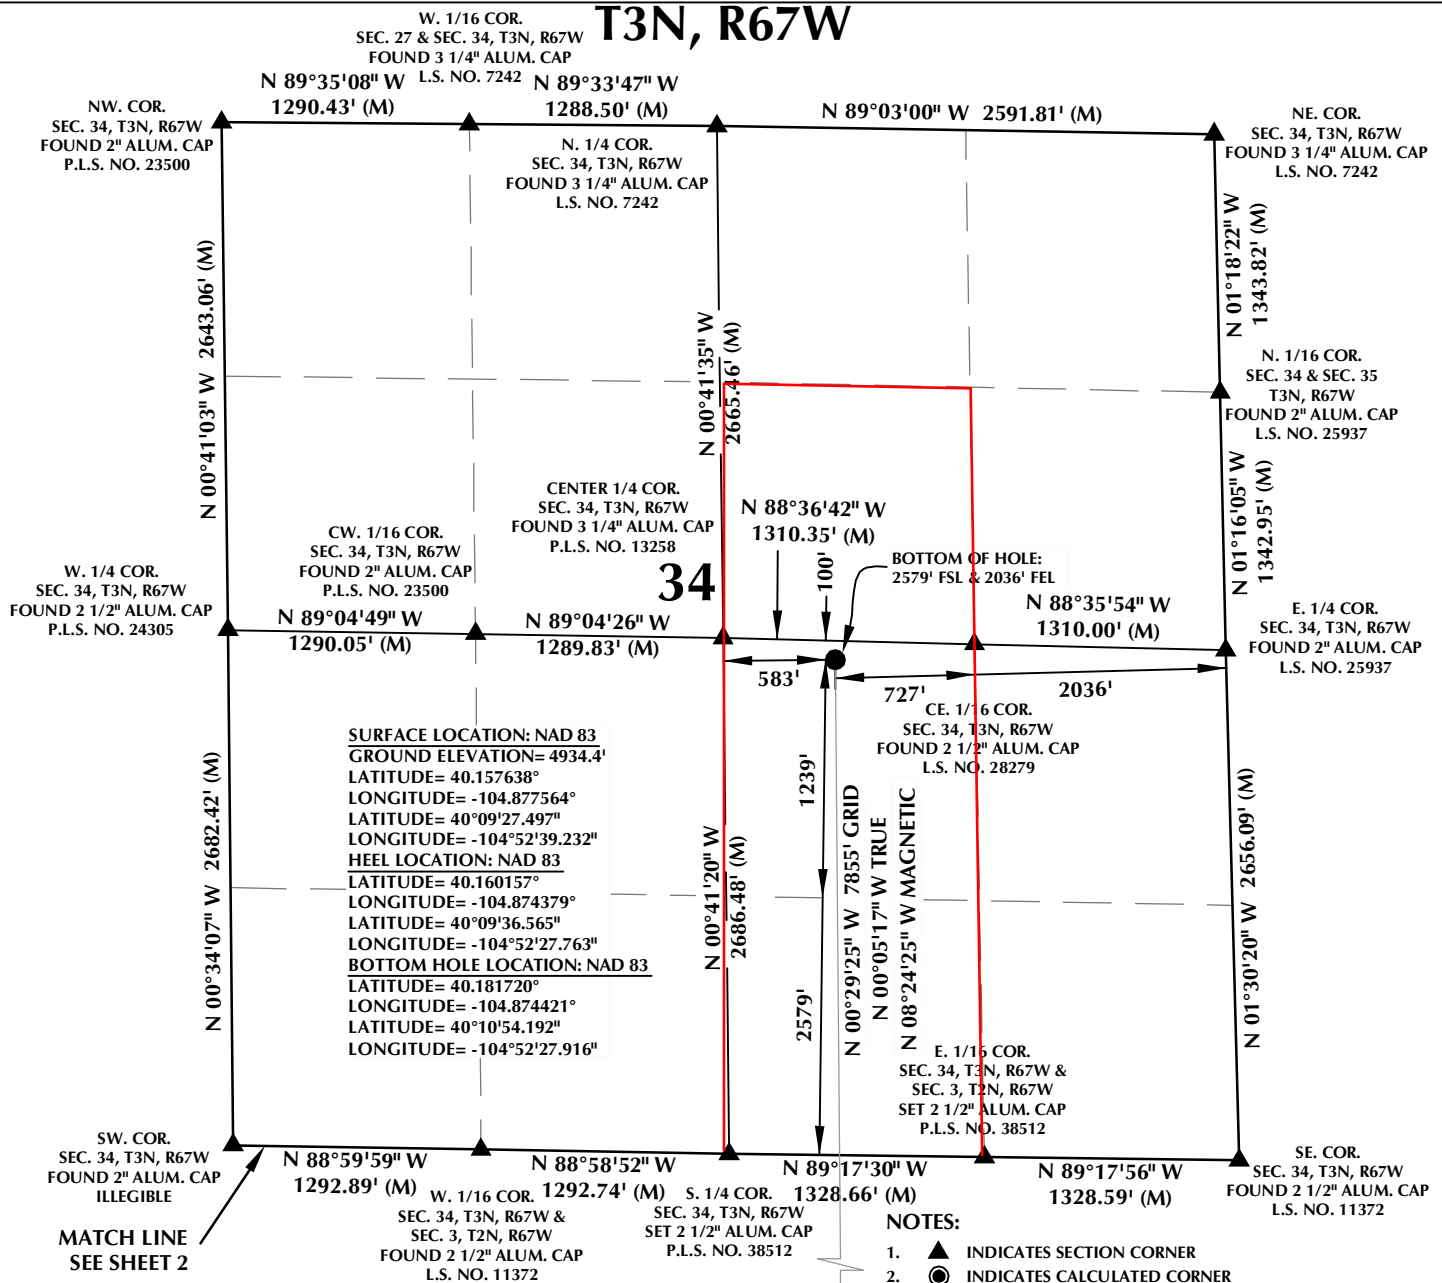 T3N, R67W
W. 1/16 COR.
SEC. 27 & SEC. 34, T3N, R67W
FOUND 3 1/4" ALUM. CAP
L.S. NO. 7242
N 89°35'08" W
1290.43' (M)
N 89°33'47" W
1288.50' (M)
N 89°03'00" W 2591.81' (M)
NW. COR.
SEC. 34, T3N, R67W
FOUND 2" ALUM. CAP
P.L.S. NO. 23500
N. 1/4 COR.
SEC. 34, T3N, R67W
FOUND 3 1/4" ALUM. CAP
L.S. NO. 7242
NE. COR.
SEC. 34, T3N, R67W
FOUND 3 1/4" ALUM. CAP
L.S. NO. 7242
N 00°41'03" W 2643.06' (M)
N 00°41'35" W
2665.46' (M)
N 01°18'22" W
1343.82' (M)
N. 1/16 COR.
SEC. 34 & SEC. 35
T3N, R67W
FOUND 2" ALUM. CAP
L.S. NO. 25937
N 01°16'05" W
1342.95' (M)
CENTER 1/4 COR.
SEC. 34, T3N, R67W
FOUND 3 1/4" ALUM. CAP
P.L.S. NO. 13258
N 88°36'42" W
1310.35' (M)
100'
BOTTOM OF HOLE:
2579' FSL & 2036' FEL
CW. 1/16 COR.
SEC. 34, T3N, R67W
FOUND 2" ALUM. CAP
P.L.S. NO. 23500
34
W. 1/4 COR.
SEC. 34, T3N, R67W
FOUND 2 1/2" ALUM. CAP
P.L.S. NO. 24305
N 89°04'49" W
1290.05' (M)
N 89°04'26" W
1289.83' (M)
N 88°35'54" W
1310.00' (M)
E. 1/4 COR.
SEC. 34, T3N, R67W
FOUND 2" ALUM. CAP
L.S. NO. 25937
583'
727'
2036'
CE. 1/16 COR.
SEC. 34, T3N, R67W
FOUND 2 1/2" ALUM. CAP
L.S. NO. 28279
SURFACE LOCATION: NAD 83
GROUND ELEVATION= 4934.4'
LATITUDE= 40.157638°
LONGITUDE= -104.877564°
LATITUDE= 40°09'27.497"
LONGITUDE= -104°52'39.232"
HEEL LOCATION: NAD 83
LATITUDE= 40.160157°
LONGITUDE= -104.874379°
LATITUDE= 40°09'36.565"
LONGITUDE= -104°52'27.763"
BOTTOM HOLE LOCATION: NAD 83
LATITUDE= 40.181720°
LONGITUDE= -104.874421°
LATITUDE= 40°10'54.192"
LONGITUDE= -104°52'27.916"
N 00°34'07" W 2682.42' (M)
N 00°41'20" W
2686.48' (M)
1239'
2579'
N 00°29'25" W 7855' GRID
N 00°05'17" W TRUE
N 08°24'25" W MAGNETIC
N 01°30'20" W 2656.09' (M)
E. 1/16 COR.
SEC. 34, T3N, R67W &
SEC. 3, T2N, R67W
SET 2 1/2" ALUM. CAP
P.L.S. NO. 38512
SW. COR.
SEC. 34, T3N, R67W
FOUND 2" ALUM. CAP
ILLEGIBLE
N 88°59'59" W
1292.89' (M)
N 88°58'52" W
1292.74' (M)
N 89°17'30" W
1328.66' (M)
N 89°17'56" W
1328.59' (M)
SE. COR.
SEC. 34, T3N, R67W
FOUND 2 1/2" ALUM. CAP
L.S. NO. 11372
W. 1/16 COR.
SEC. 34, T3N, R67W &
SEC. 3, T2N, R67W
FOUND 2 1/2" ALUM. CAP
L.S. NO. 11372
S. 1/4 COR.
SEC. 34, T3N, R67W
SET 2 1/2" ALUM. CAP
P.L.S. NO. 38512
MATCH LINE
SEE SHEET 2
NOTES:
1. INDICATES SECTION CORNER
2. INDICATES CALCULATED CORNER